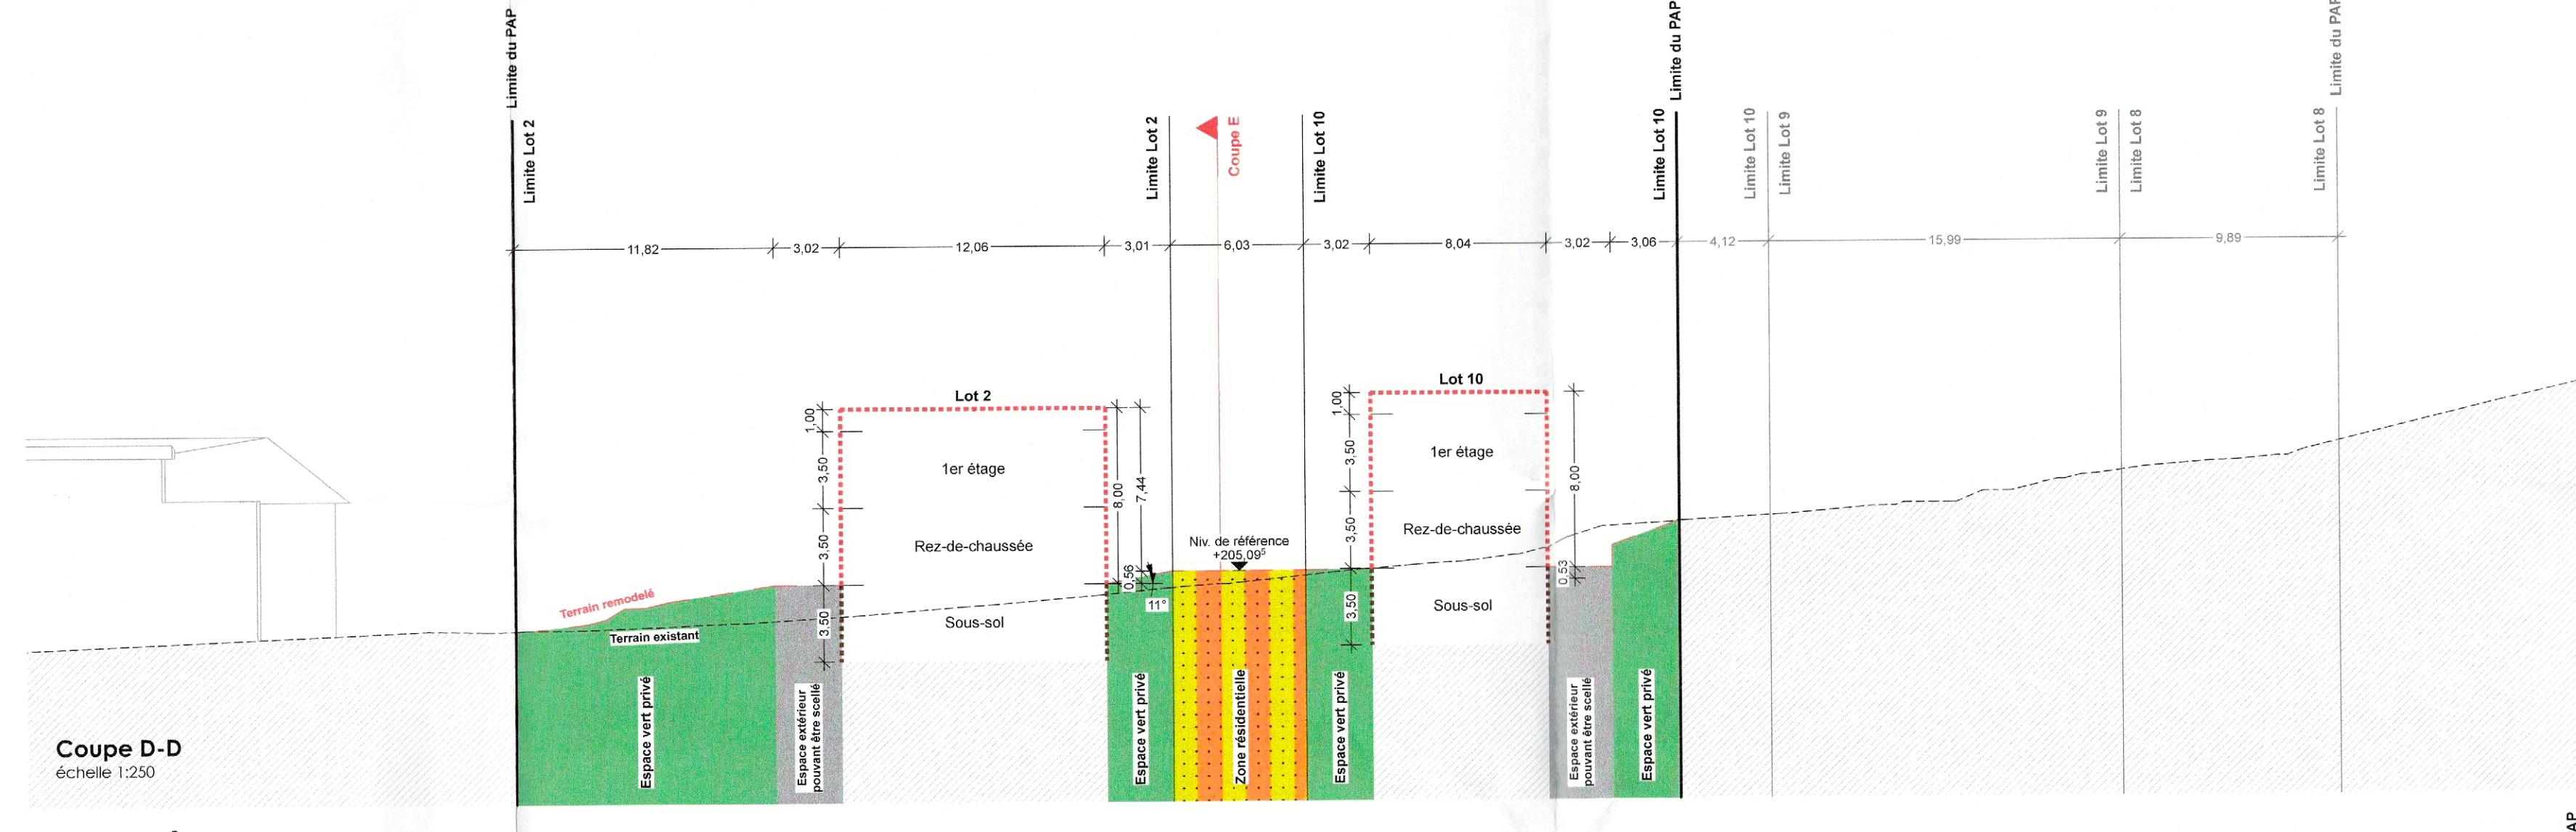 Limite du PAP
Limite Lot 2
Limite Lot 2
Coupe E
Limite Lot 10
Limite Lot 10
Limite du PAP
Limite Lot 10
Limite Lot 9
Limite Lot 9
Limite Lot 8
Limite Lot 8
Limite du PAP
11,82
3,02
12,06
3,01
6,03
3,02
8,04
3,02
3,06
4,12
15,99
9,89
Lot 2
1,00
3,50
3,50
3,50
1er étage
Rez-de-chaussée
Sous-sol
8,00
7,44
0,56
11°
Niv. de référence
+205,09⁵
Lot 10
1,00
3,50
3,50
3,50
1er étage
Rez-de-chaussée
Sous-sol
8,00
0,53
Terrain remodelé
Terrain existant
Espace vert privé
Espace extérieur
pouvant être scellé
Espace vert privé
Zone résidentielle
Espace vert privé
Espace extérieur
pouvant être scellé
Espace vert privé
Coupe D-D
échelle 1:250
AP